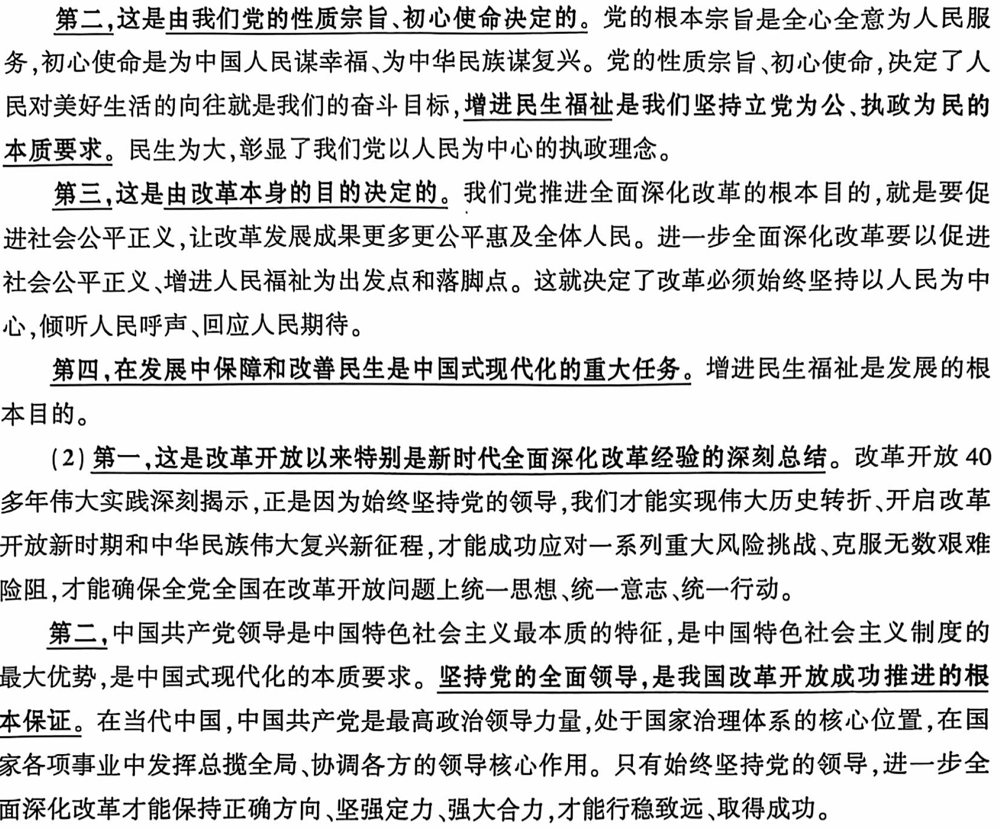 第二,这是由我们党的性质宗旨、初心使命决定的。党的根本宗旨是全心全意为人民服
务,初心使命是为中国人民谋幸福、为中华民族谋复兴。党的性质宗旨、初心使命,决定了人
民对美好生活的向往就是我们的奋斗目标,增进民生福祉是我们坚持立党为公、执政为民的
本质要求。民生为大,彰显了我们党以人民为中心的执政理念。
第三,这是由改革本身的目的决定的。我们党推进全面深化改革的根本目的,就是要促
进社会公平正义,让改革发展成果更多更公平惠及全体人民。进一步全面深化改革要以促进
社会公平正义、增进人民福祉为出发点和落脚点。这就决定了改革必须始终坚持以人民为中
心,倾听人民呼声、回应人民期待。
第四,在发展中保障和改善民生是中国式现代化的重大任务。增进民生福祉是发展的根
本目的。
(2)第一,这是改革开放以来特别是新时代全面深化改革经验的深刻总结。改革开放 40
多年伟大实践深刻揭示,正是因为始终坚持党的领导,我们才能实现伟大历史转折、开启改革
开放新时期和中华民族伟大复兴新征程,才能成功应对一系列重大风险挑战、克服无数艰难
险阻,才能确保全党全国在改革开放问题上统一思想、统一意志、统一行动。
第二,中国共产党领导是中国特色社会主义最本质的特征,是中国特色社会主义制度的
最大优势,是中国式现代化的本质要求。坚持党的全面领导,是我国改革开放成功推进的根
本保证。在当代中国,中国共产党是最高政治领导力量,处于国家治理体系的核心位置,在国
家各项事业中发挥总揽全局、协调各方的领导核心作用。只有始终坚持党的领导,进一步全
面深化改革才能保持正确方向、坚强定力、强大合力,才能行稳致远、取得成功。